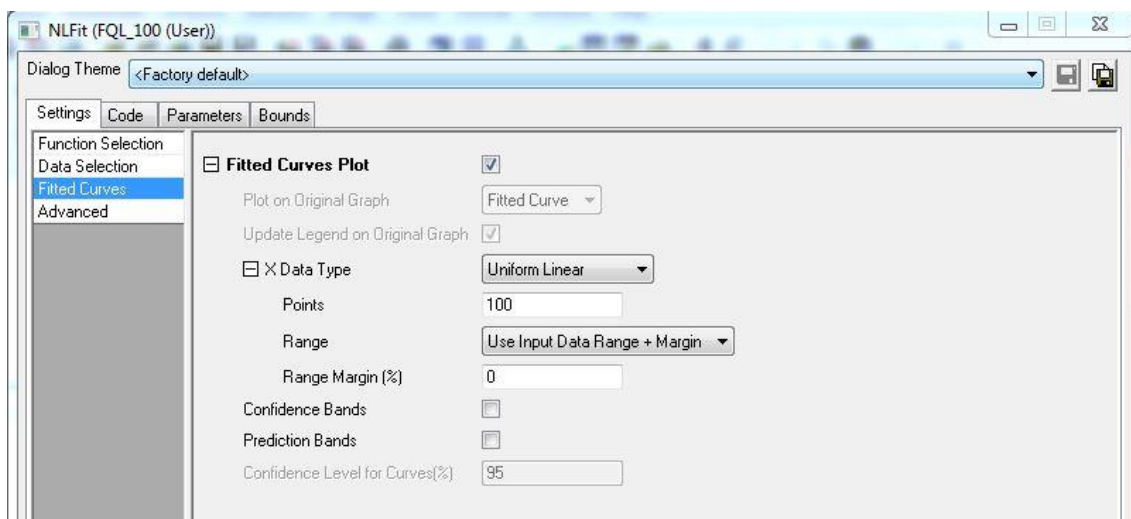 NLFit (FQL_100 (User))
Dialog Theme <Factory default>
Settings Code Parameters Bounds
Function Selection
Data Selection
Fitted Curves
Advanced
Fitted Curves Plot
Plot on Original Graph Fitted Curve
Update Legend on Original Graph
X Data Type Uniform Linear
Points 100
Range Use Input Data Range + Margin
Range Margin (%) 0
Confidence Bands
Prediction Bands
Confidence Level for Curves(%) 95